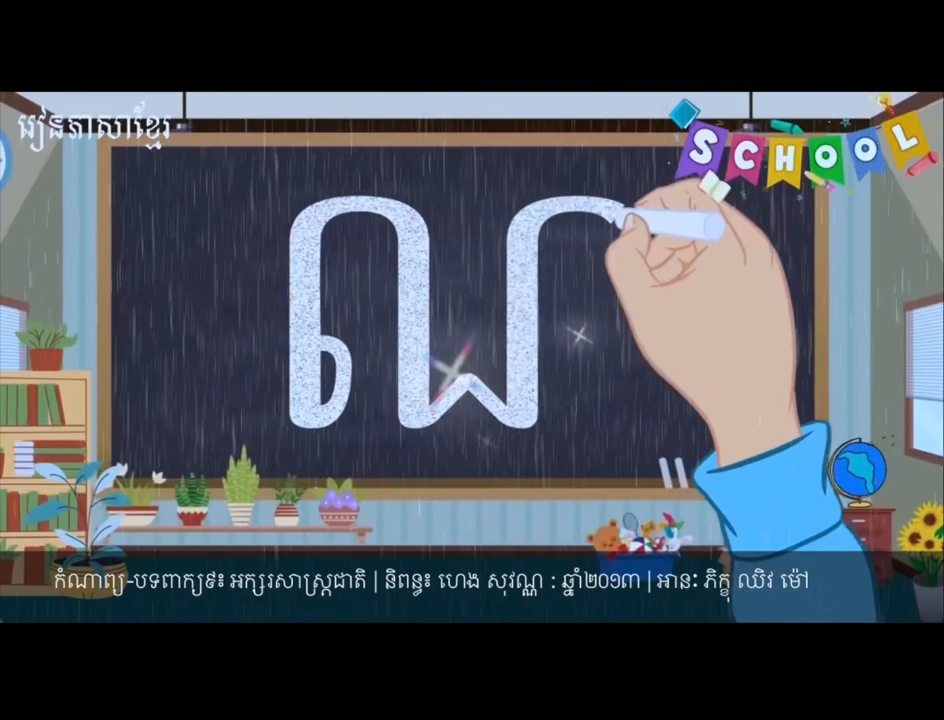 រៀនភាសាខ្មែរ
SCHOOL
កំណាព្យ-បទពាក្យ៩៖ អក្សរសាស្ត្រជាតិ | និពន្ធ៖ ហេង សុវណ្ណ : ឆ្នាំ២០១៣ | អាន: ភិក្ខុ ឈិវ ម៉ៅ